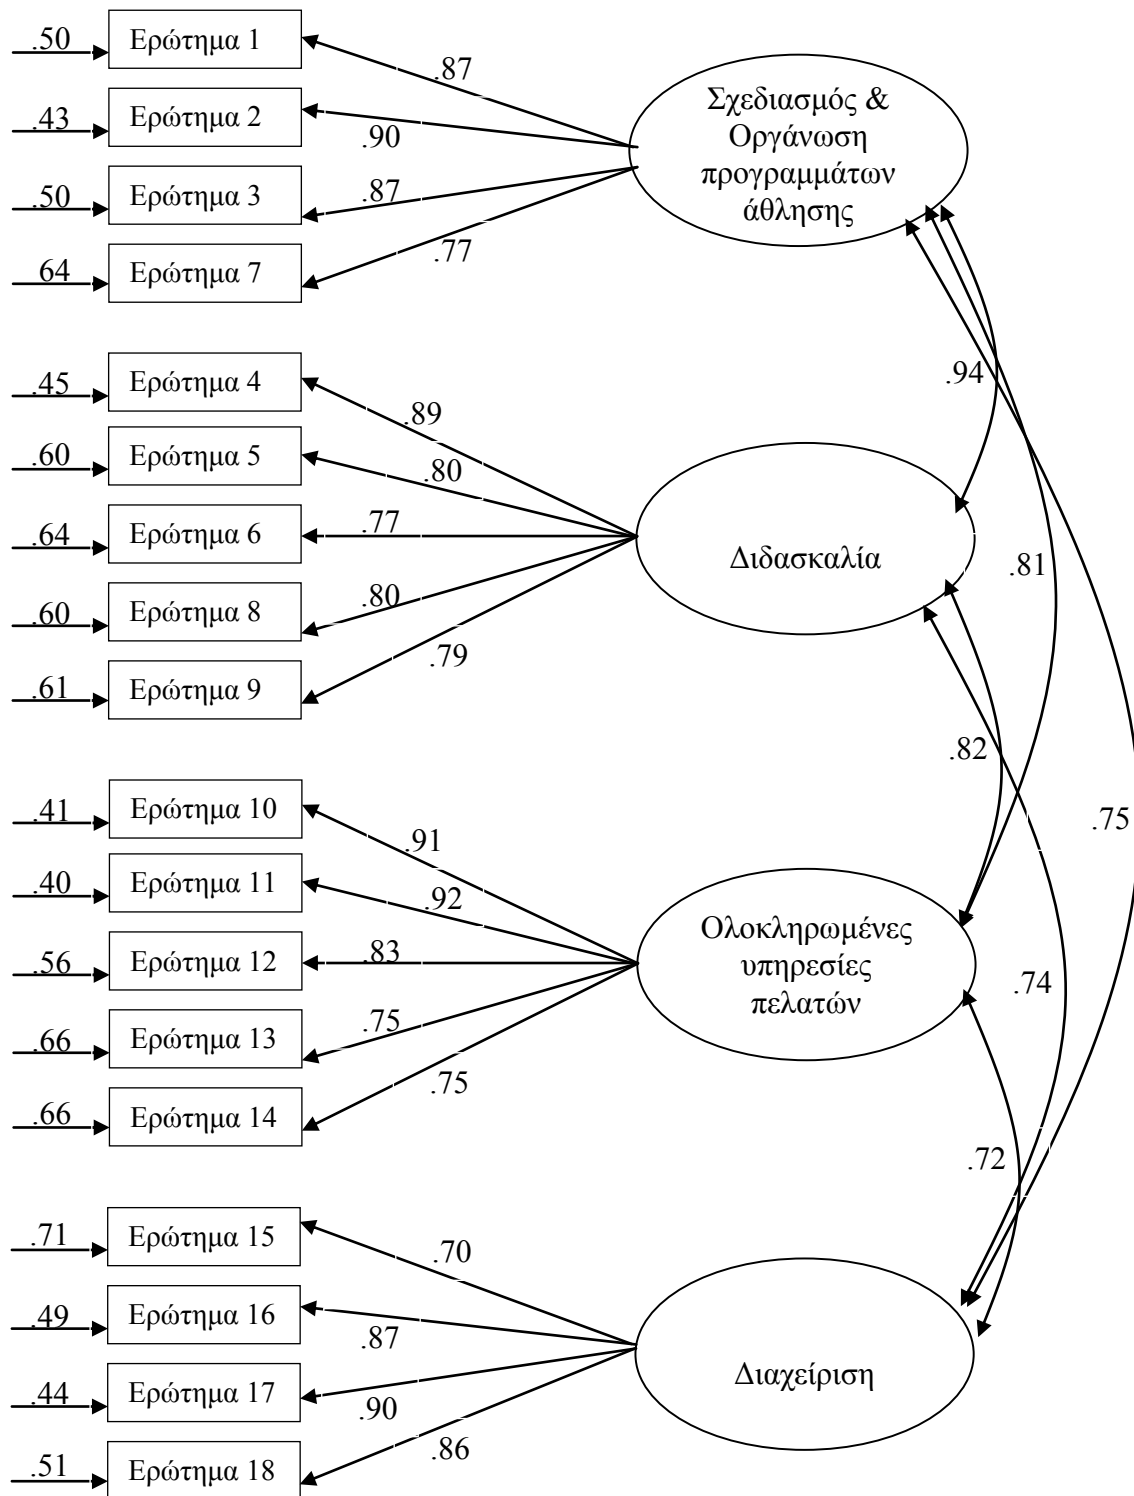 .50
Ερώτημα 1
.87
.43
Ερώτημα 2
.90
.50
Ερώτημα 3
.87
.64
Ερώτημα 7
.77
Σχεδιασμός &
Οργάνωση
προγραμμάτων
άθλησης
.94
.45
Ερώτημα 4
.89
.60
Ερώτημα 5
.80
.64
Ερώτημα 6
.77
.60
Ερώτημα 8
.80
.61
Ερώτημα 9
.79
Διδασκαλία
.81
.82
.75
.41
Ερώτημα 10
.91
.40
Ερώτημα 11
.92
.56
Ερώτημα 12
.83
.66
Ερώτημα 13
.75
.66
Ερώτημα 14
.75
Ολοκληρωμένες
υπηρεσίες
πελατών
.74
.72
.71
Ερώτημα 15
.70
.49
Ερώτημα 16
.87
.44
Ερώτημα 17
.90
.51
Ερώτημα 18
.86
Διαχείριση